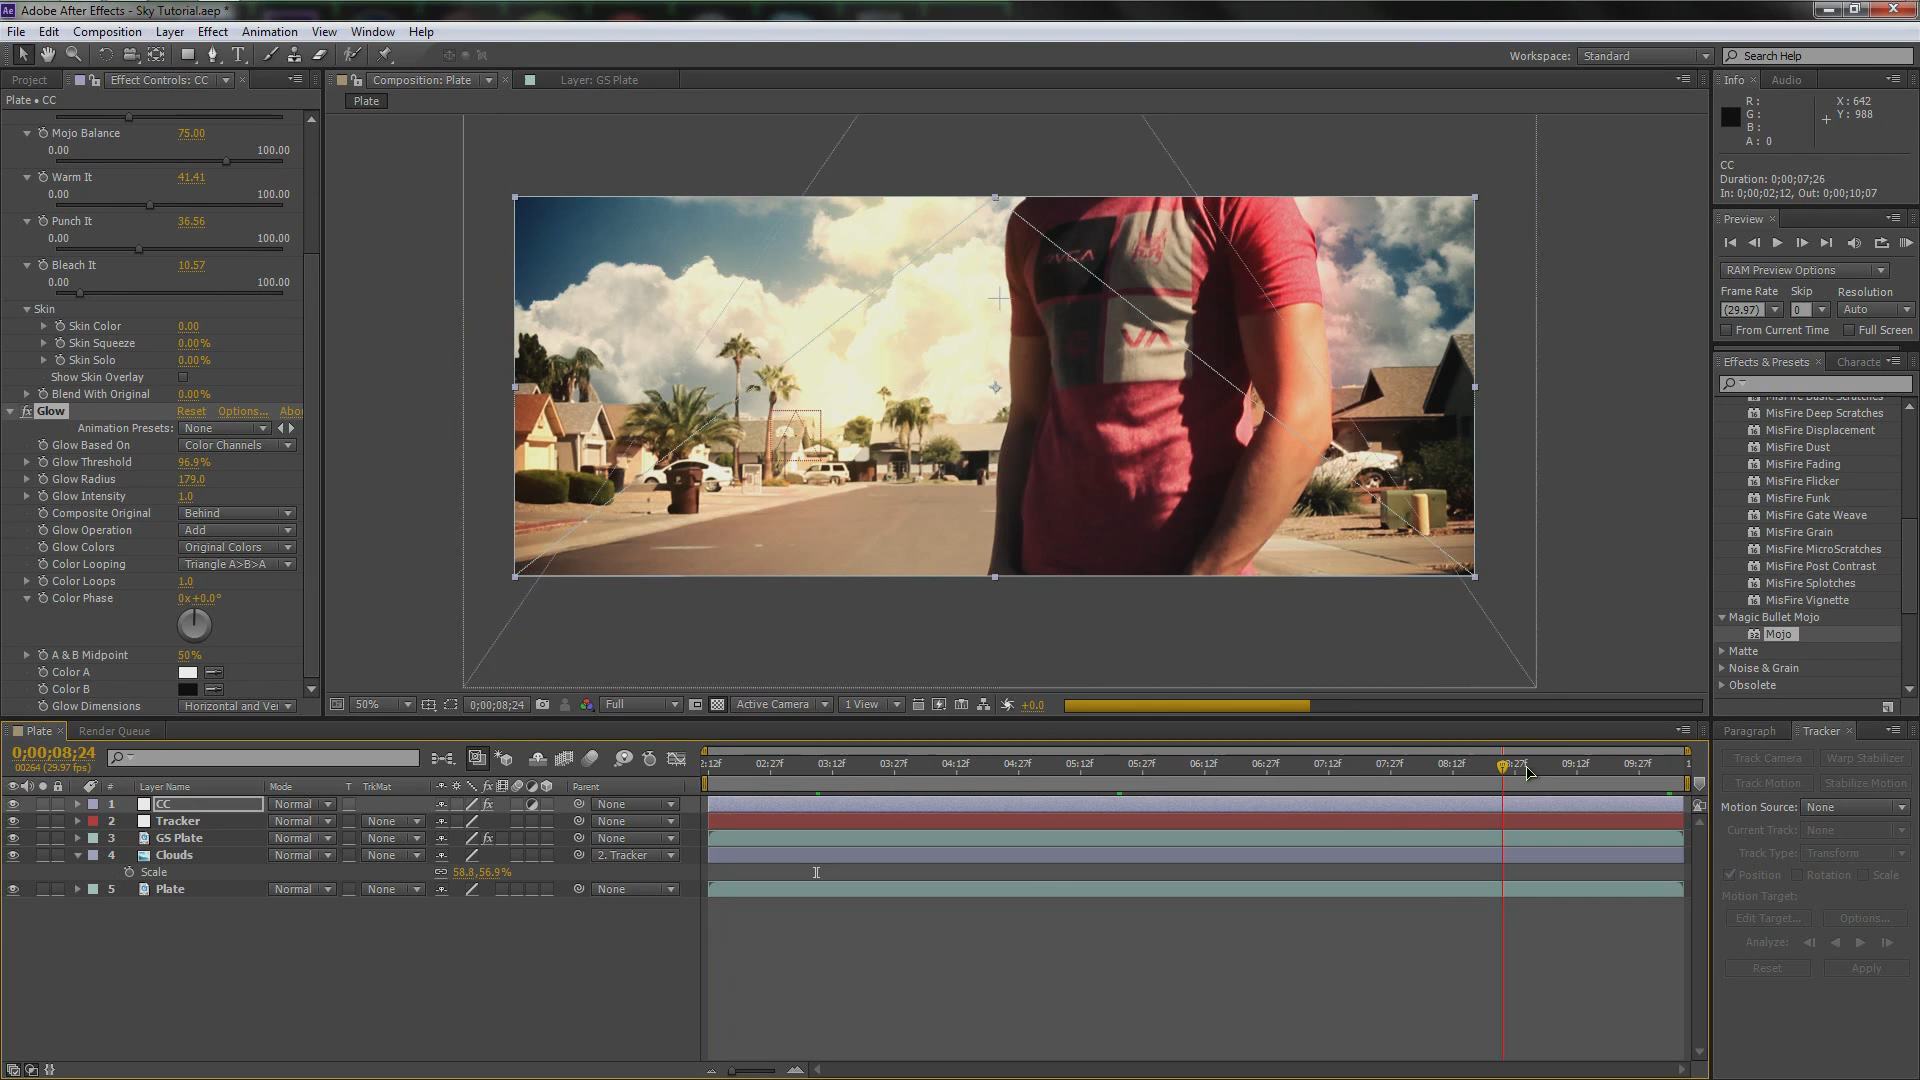 Adobe After Effects - Sky Tutorial.aep *
File Edit Composition Layer Effect Animation View Window Help
Workspace: Standard Search Help
Project Effect Controls: CC Composition: Plate Layer: GS Plate Info Audio
Plate • CC
Plate
R: X: 642
G: Y: 988
B:
A: 0
Mojo Balance 75.00
0.00 100.00
Warm It 41.41
0.00 100.00
Punch It 36.56
0.00 100.00
Bleach It 10.57
0.00 100.00
Skin
Skin Color 0.00
Skin Squeeze 0.00%
Skin Solo 0.00%
Show Skin Overlay
Blend With Original 0.00%
fx Glow Reset Options... Abou
Animation Presets: None
Glow Based On Color Channels
Glow Threshold 96.9%
Glow Radius 179.0
Glow Intensity 1.0
Composite Original Behind
Glow Operation Add
Glow Colors Original Colors
Color Looping Triangle A>B>A
Color Loops 1.0
Color Phase 0x+0.0°
A & B Midpoint 50%
Color A
Color B
Glow Dimensions Horizontal and Ver
RVCA
VA
50% 0;00;08;24 Full Active Camera 1 View +0.0
CC
Duration: 0;00;07;26
In: 0;00;02;12, Out: 0;00;10;07
Preview
RAM Preview Options
Frame Rate Skip Resolution
(29.97) 0 Auto
From Current Time Full Screen
Effects & Presets Characte
MisFire Basic Scratches
MisFire Deep Scratches
MisFire Displacement
MisFire Dust
MisFire Fading
MisFire Flicker
MisFire Funk
MisFire Gate Weave
MisFire Grain
MisFire MicroScratches
MisFire Post Contrast
MisFire Splotches
MisFire Vignette
Magic Bullet Mojo
Mojo
Matte
Noise & Grain
Obsolete
Plate Render Queue
0;00;08;24
00264 (29.97 fps)
2:12f 02:27f 03:12f 03:27f 04:12f 04:27f 05:12f 05:27f 06:12f 06:27f 07:12f 07:27f 08:12f 08:27f 09:12f 09:27f 1
# Layer Name Mode T TrkMat Parent
1 CC Normal fx None
2 Tracker Normal None None
3 GS Plate Normal None fx None
4 Clouds Normal None 2. Tracker
Scale 58.8,56.9%
5 Plate Normal None None
Paragraph Tracker
Track Camera Warp Stabilizer
Track Motion Stabilize Motion
Motion Source: None
Current Track: None
Track Type: Transform
Position Rotation Scale
Motion Target:
Edit Target... Options...
Analyze:
Reset Apply